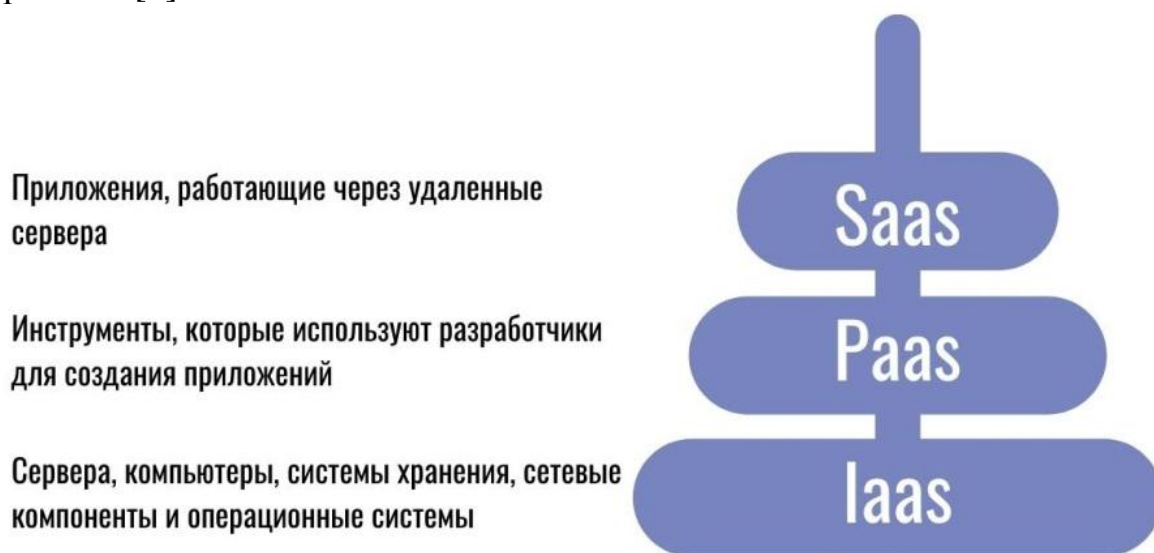 Приложения, работающие через удаленные
сервера
Saas
Инструменты, которые используют разработчики
для создания приложений
Paas
Сервера, компьютеры, системы хранения, сетевые
компоненты и операционные системы
Iaas